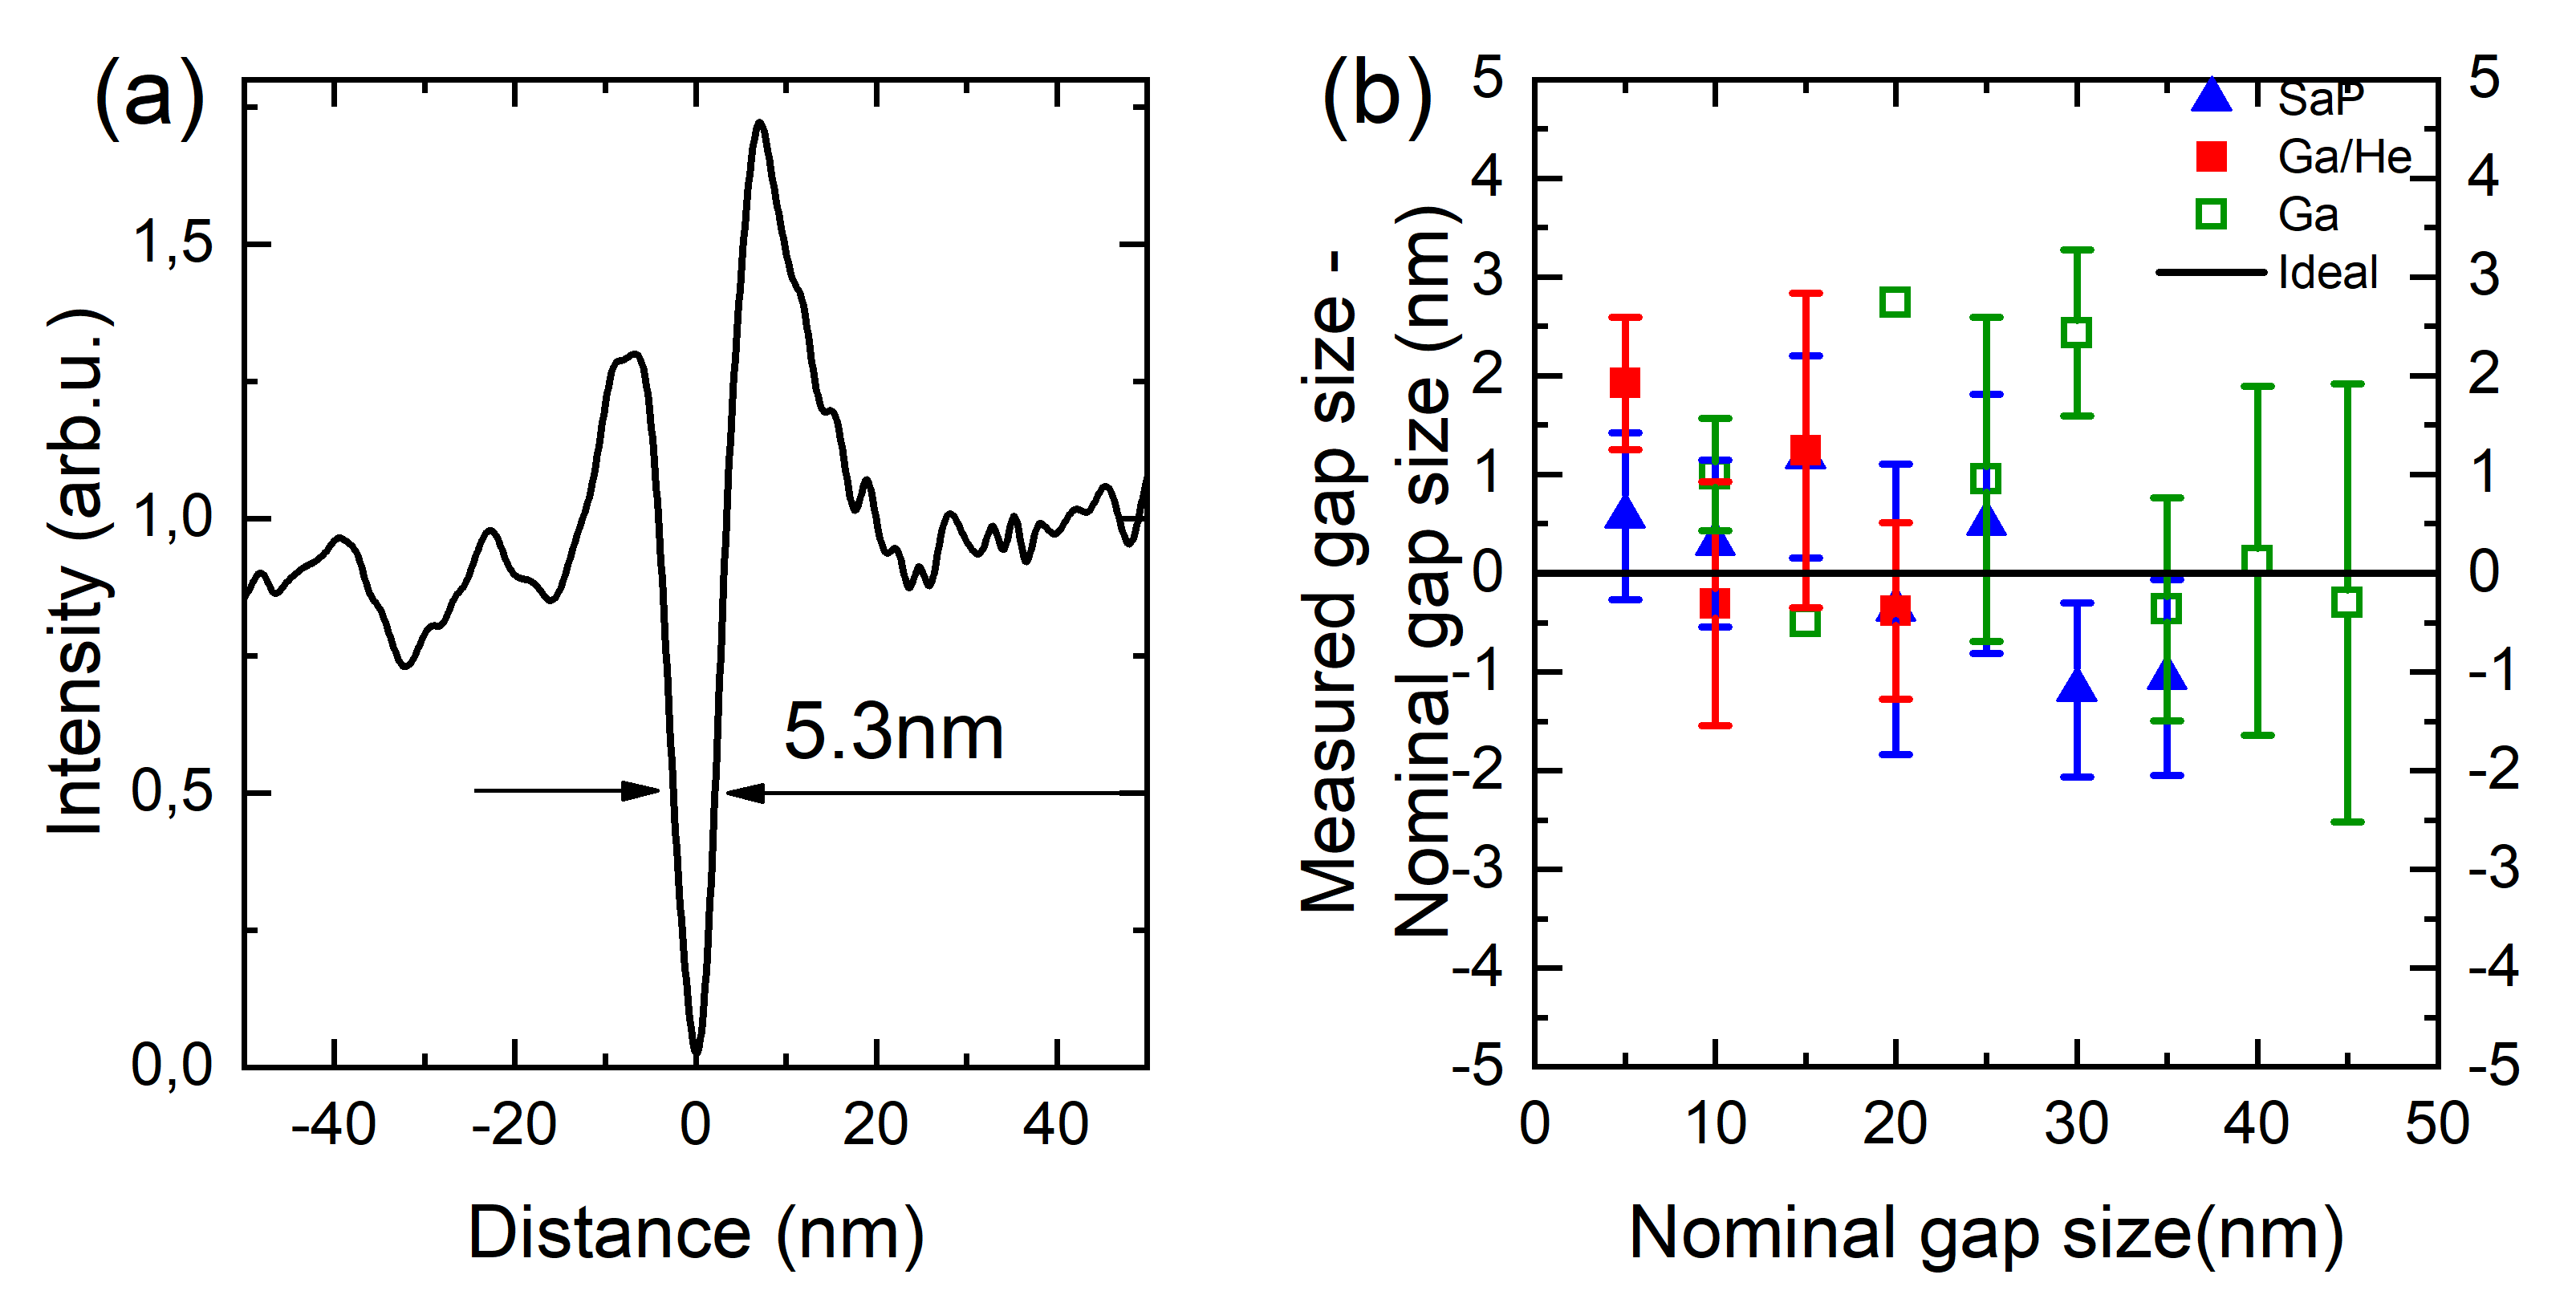 (a)
Intensity (arb.u.)
1,5
1,0
0,5
0,0
5.3nm
-40 -20 0 20 40
Distance (nm)
(b)
Measured gap size -
Nominal gap size (nm)
5
4
3
2
1
0
-1
-2
-3
-4
-5
SaP
Ga/He
Ga
Ideal
5
4
3
2
1
0
-1
-2
-3
-4
-5
0 10 20 30 40 50
Nominal gap size(nm)